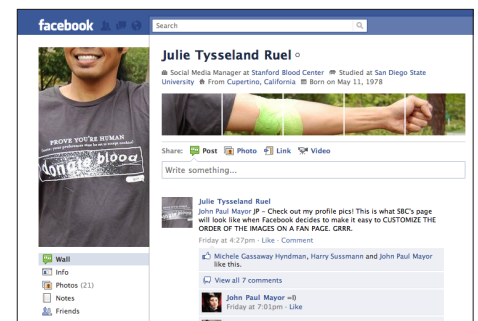 facebook
Search
PROVE YOU'RE HUMAN
donate blood
Julie Tysseland Ruel
Social Media Manager at Stanford Blood Center Studied at San Diego State
University From Cupertino, California Born on May 11, 1978
Share: Post Photo Link Video
Write something...
Wall
Info
Photos (21)
Notes
Friends
Julie Tysseland Ruel
John Paul Mayor JP – Check out my profile pics! This is what SBC's page
will look like when Facebook decides to make it easy to CUSTOMIZE THE
ORDER OF THE IMAGES ON A FAN PAGE. GRRR.
Friday at 4:27pm · Like · Comment
Michele Gassaway Hyndman, Harry Sussmann and John Paul Mayor
like this.
View all 7 comments
John Paul Mayor =)
Friday at 7:01pm · Like